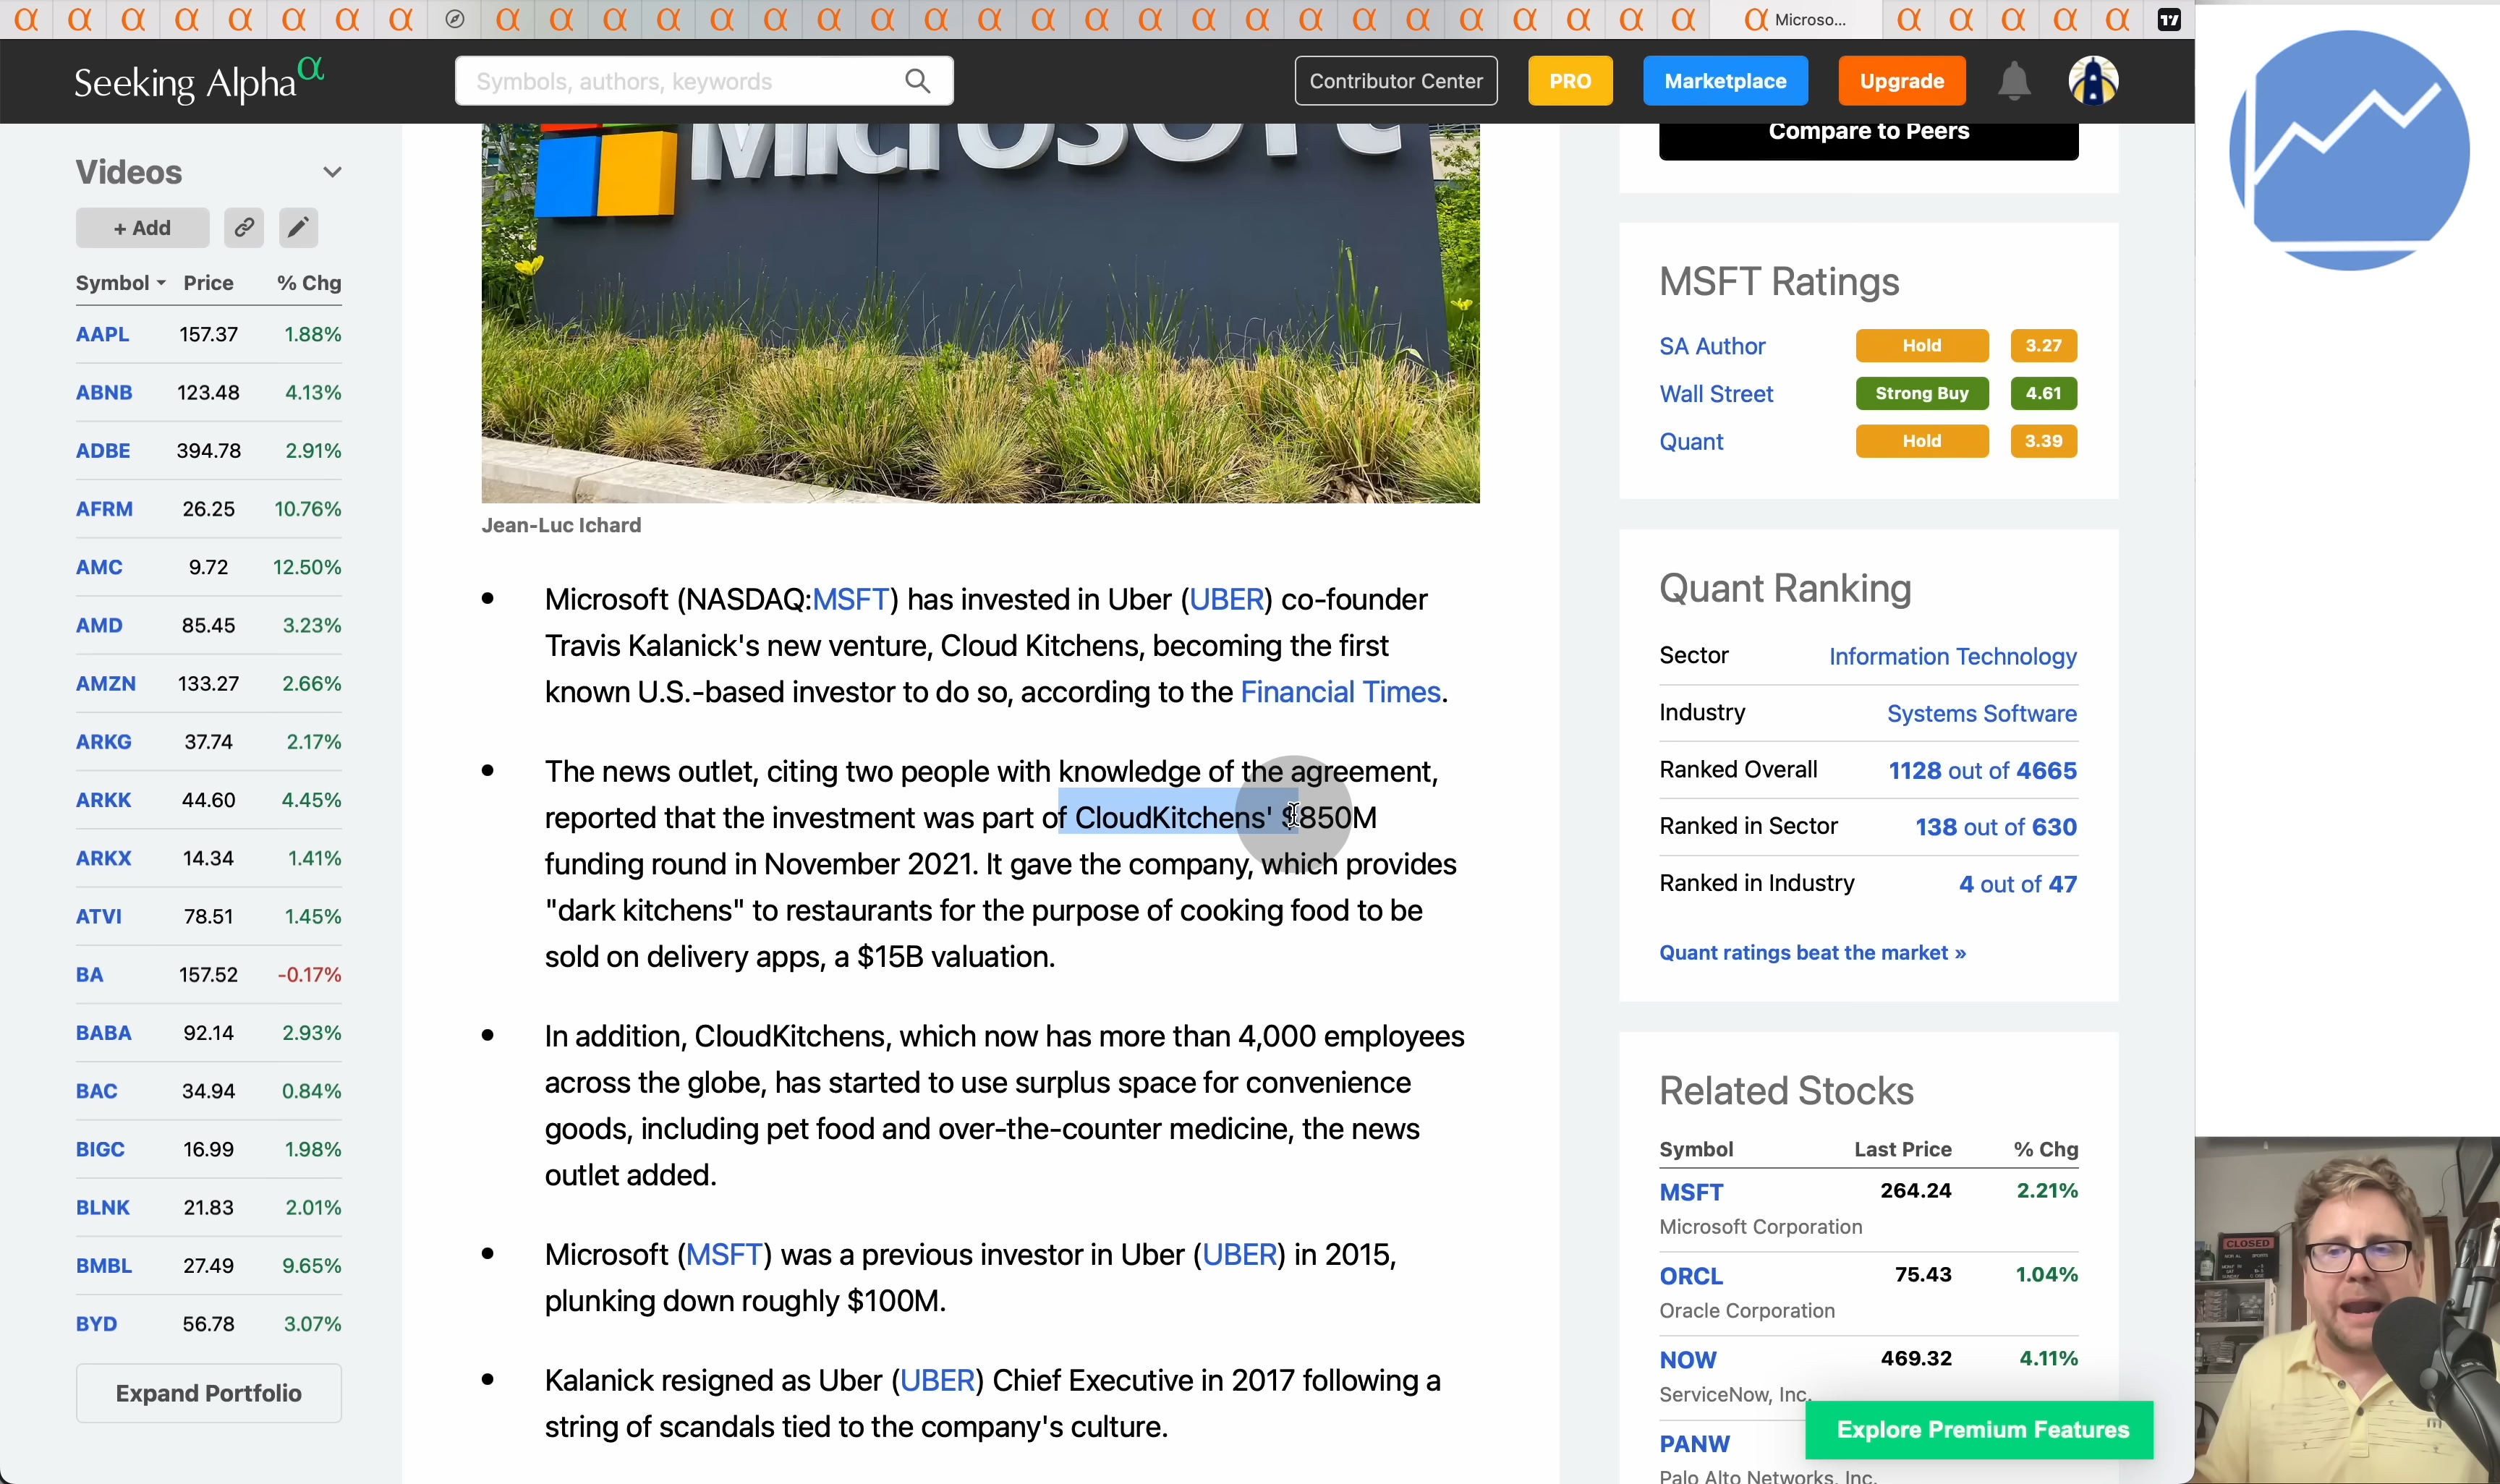 Microso...
Seeking Alpha α
Symbols, authors, keywords
Contributor Center
PRO
Marketplace
Upgrade
Videos
+ Add
Symbol Price % Chg
AAPL 157.37 1.88%
ABNB 123.48 4.13%
ADBE 394.78 2.91%
AFRM 26.25 10.76%
AMC 9.72 12.50%
AMD 85.45 3.23%
AMZN 133.27 2.66%
ARKG 37.74 2.17%
ARKK 44.60 4.45%
ARKX 14.34 1.41%
ATVI 78.51 1.45%
BA 157.52 -0.17%
BABA 92.14 2.93%
BAC 34.94 0.84%
BIGC 16.99 1.98%
BLNK 21.83 2.01%
BMBL 27.49 9.65%
BYD 56.78 3.07%
Expand Portfolio
Microsoft
Jean-Luc Ichard
• Microsoft (NASDAQ:MSFT) has invested in Uber (UBER) co-founder
Travis Kalanick's new venture, Cloud Kitchens, becoming the first
known U.S.-based investor to do so, according to the Financial Times.
• The news outlet, citing two people with knowledge of the agreement,
reported that the investment was part of CloudKitchens' $850M
funding round in November 2021. It gave the company, which provides
"dark kitchens" to restaurants for the purpose of cooking food to be
sold on delivery apps, a $15B valuation.
• In addition, CloudKitchens, which now has more than 4,000 employees
across the globe, has started to use surplus space for convenience
goods, including pet food and over-the-counter medicine, the news
outlet added.
• Microsoft (MSFT) was a previous investor in Uber (UBER) in 2015,
plunking down roughly $100M.
• Kalanick resigned as Uber (UBER) Chief Executive in 2017 following a
string of scandals tied to the company's culture.
Compare to Peers
MSFT Ratings
SA Author Hold 3.27
Wall Street Strong Buy 4.61
Quant Hold 3.39
Quant Ranking
Sector Information Technology
Industry Systems Software
Ranked Overall 1128 out of 4665
Ranked in Sector 138 out of 630
Ranked in Industry 4 out of 47
Quant ratings beat the market »
Related Stocks
Symbol Last Price % Chg
MSFT 264.24 2.21%
Microsoft Corporation
ORCL 75.43 1.04%
Oracle Corporation
NOW 469.32 4.11%
ServiceNow, Inc.
PANW
Palo Alto Networks, Inc.
Explore Premium Features
CLOSED